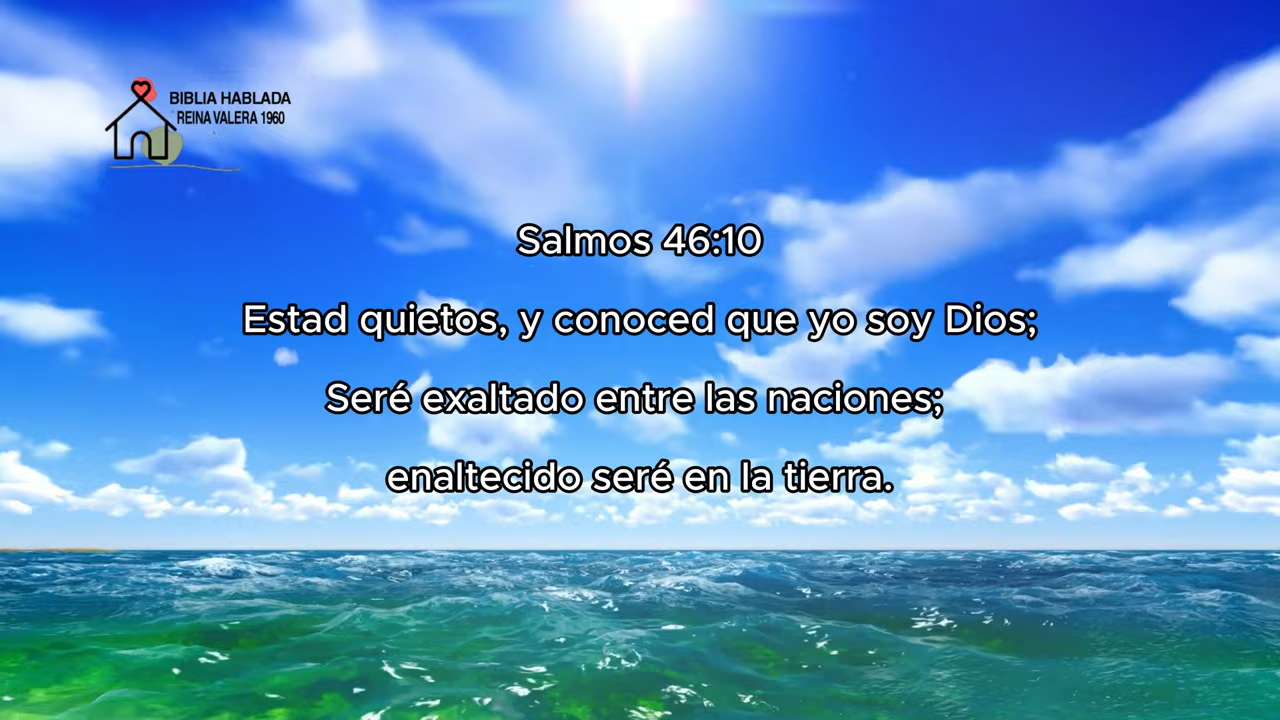 BIBLIA HABLADA
REINA VALERA 1960
Salmos 46:10
Estad quietos, y conoced que yo soy Dios;
Seré exaltado entre las naciones;
enaltecido seré en la tierra.